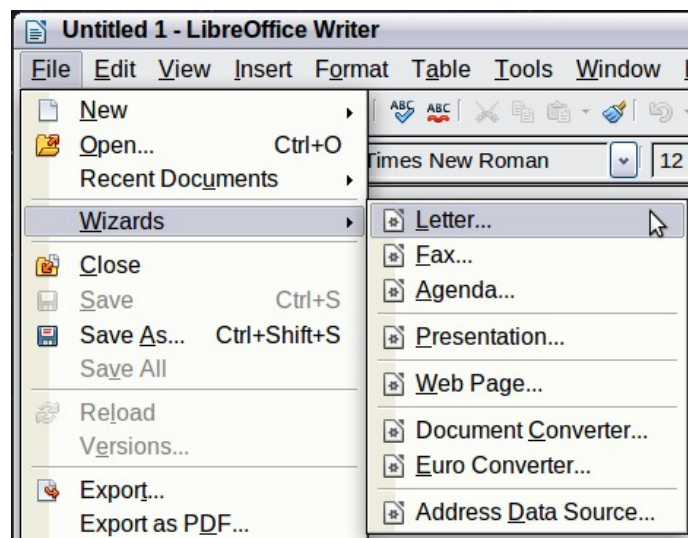 Untitled 1 - LibreOffice Writer
File Edit View Insert Format Table Tools Window
New
ABC ABC
Open... Ctrl+O
Times New Roman 12
Recent Documents
Wizards
Letter...
Fax...
Agenda...
Presentation...
Web Page...
Document Converter...
Euro Converter...
Address Data Source...
Close
Save Ctrl+S
Save As... Ctrl+Shift+S
Save All
Reload
Versions...
Export...
Export as PDF...